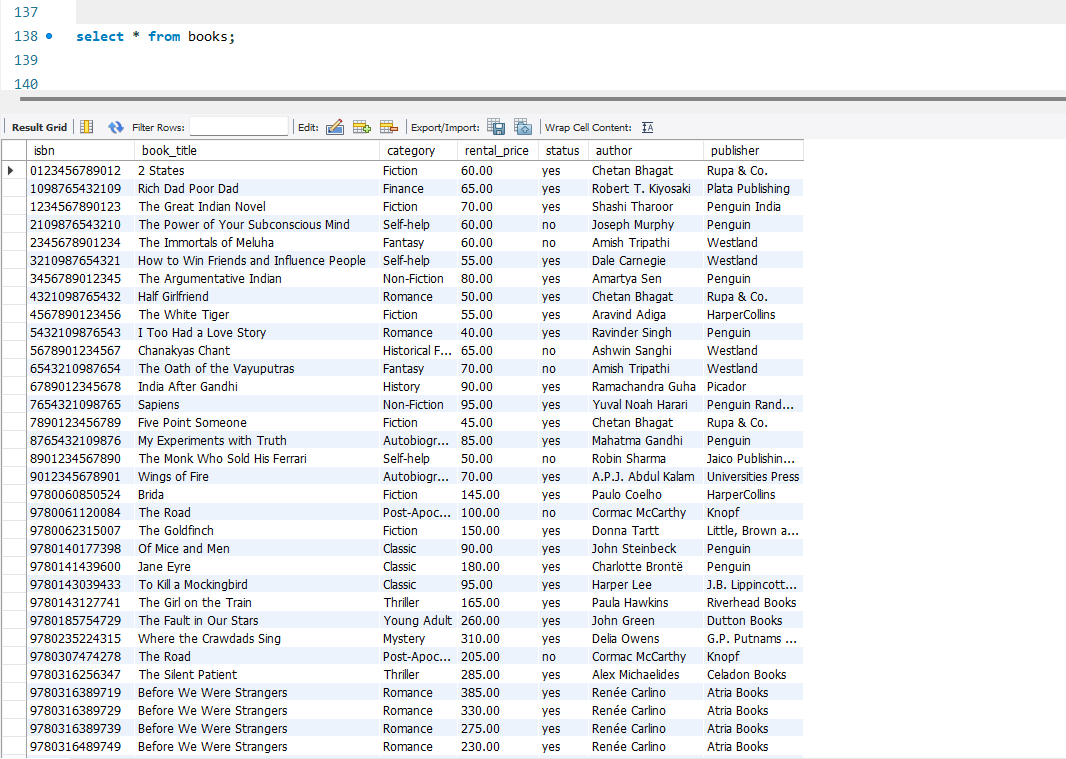 137
138 select * from books;
139
140
Result Grid Filter Rows: Edit: Export/Import: Wrap Cell Content: IA
isbn book_title category rental_price status author publisher
0123456789012 2 States Fiction 60.00 yes Chetan Bhagat Rupa & Co.
1098765432109 Rich Dad Poor Dad Finance 65.00 yes Robert T. Kiyosaki Plata Publishing
1234567890123 The Great Indian Novel Fiction 70.00 yes Shashi Tharoor Penguin India
2109876543210 The Power of Your Subconscious Mind Self-help 60.00 no Joseph Murphy Penguin
2345678901234 The Immortals of Meluha Fantasy 60.00 no Amish Tripathi Westland
3210987654321 How to Win Friends and Influence People Self-help 55.00 yes Dale Carnegie Westland
3456789012345 The Argumentative Indian Non-Fiction 80.00 yes Amartya Sen Penguin
4321098765432 Half Girlfriend Romance 50.00 yes Chetan Bhagat Rupa & Co.
4567890123456 The White Tiger Fiction 55.00 yes Aravind Adiga HarperCollins
5432109876543 I Too Had a Love Story Romance 40.00 yes Ravinder Singh Penguin
5678901234567 Chanakyas Chant Historical F... 65.00 no Ashwin Sanghi Westland
6543210987654 The Oath of the Vayuputras Fantasy 70.00 no Amish Tripathi Westland
6789012345678 India After Gandhi History 90.00 yes Ramachandra Guha Picador
7654321098765 Sapiens Non-Fiction 95.00 yes Yuval Noah Harari Penguin Rand...
7890123456789 Five Point Someone Fiction 45.00 yes Chetan Bhagat Rupa & Co.
8765432109876 My Experiments with Truth Autobiogr... 85.00 yes Mahatma Gandhi Penguin
8901234567890 The Monk Who Sold His Ferrari Self-help 50.00 no Robin Sharma Jaico Publishin...
9012345678901 Wings of Fire Autobiogr... 70.00 yes A.P.J. Abdul Kalam Universities Press
9780060850524 Brida Fiction 145.00 yes Paulo Coelho HarperCollins
9780061120084 The Road Post-Apoc... 100.00 no Cormac McCarthy Knopf
9780062315007 The Goldfinch Fiction 150.00 yes Donna Tartt Little, Brown a...
9780140177398 Of Mice and Men Classic 90.00 yes John Steinbeck Penguin
9780141439600 Jane Eyre Classic 180.00 yes Charlotte Brontë Penguin
9780143039433 To Kill a Mockingbird Classic 95.00 yes Harper Lee J.B. Lippincott...
9780143127741 The Girl on the Train Thriller 165.00 yes Paula Hawkins Riverhead Books
9780185754729 The Fault in Our Stars Young Adult 260.00 yes John Green Dutton Books
9780235224315 Where the Crawdads Sing Mystery 310.00 yes Delia Owens G.P. Putnams ...
9780307474278 The Road Post-Apoc... 205.00 no Cormac McCarthy Knopf
9780316256347 The Silent Patient Thriller 285.00 yes Alex Michaelides Celadon Books
9780316389719 Before We Were Strangers Romance 385.00 yes Renée Carlino Atria Books
9780316389729 Before We Were Strangers Romance 330.00 yes Renée Carlino Atria Books
9780316389739 Before We Were Strangers Romance 275.00 yes Renée Carlino Atria Books
9780316489749 Before We Were Strangers Romance 230.00 yes Renée Carlino Atria Books